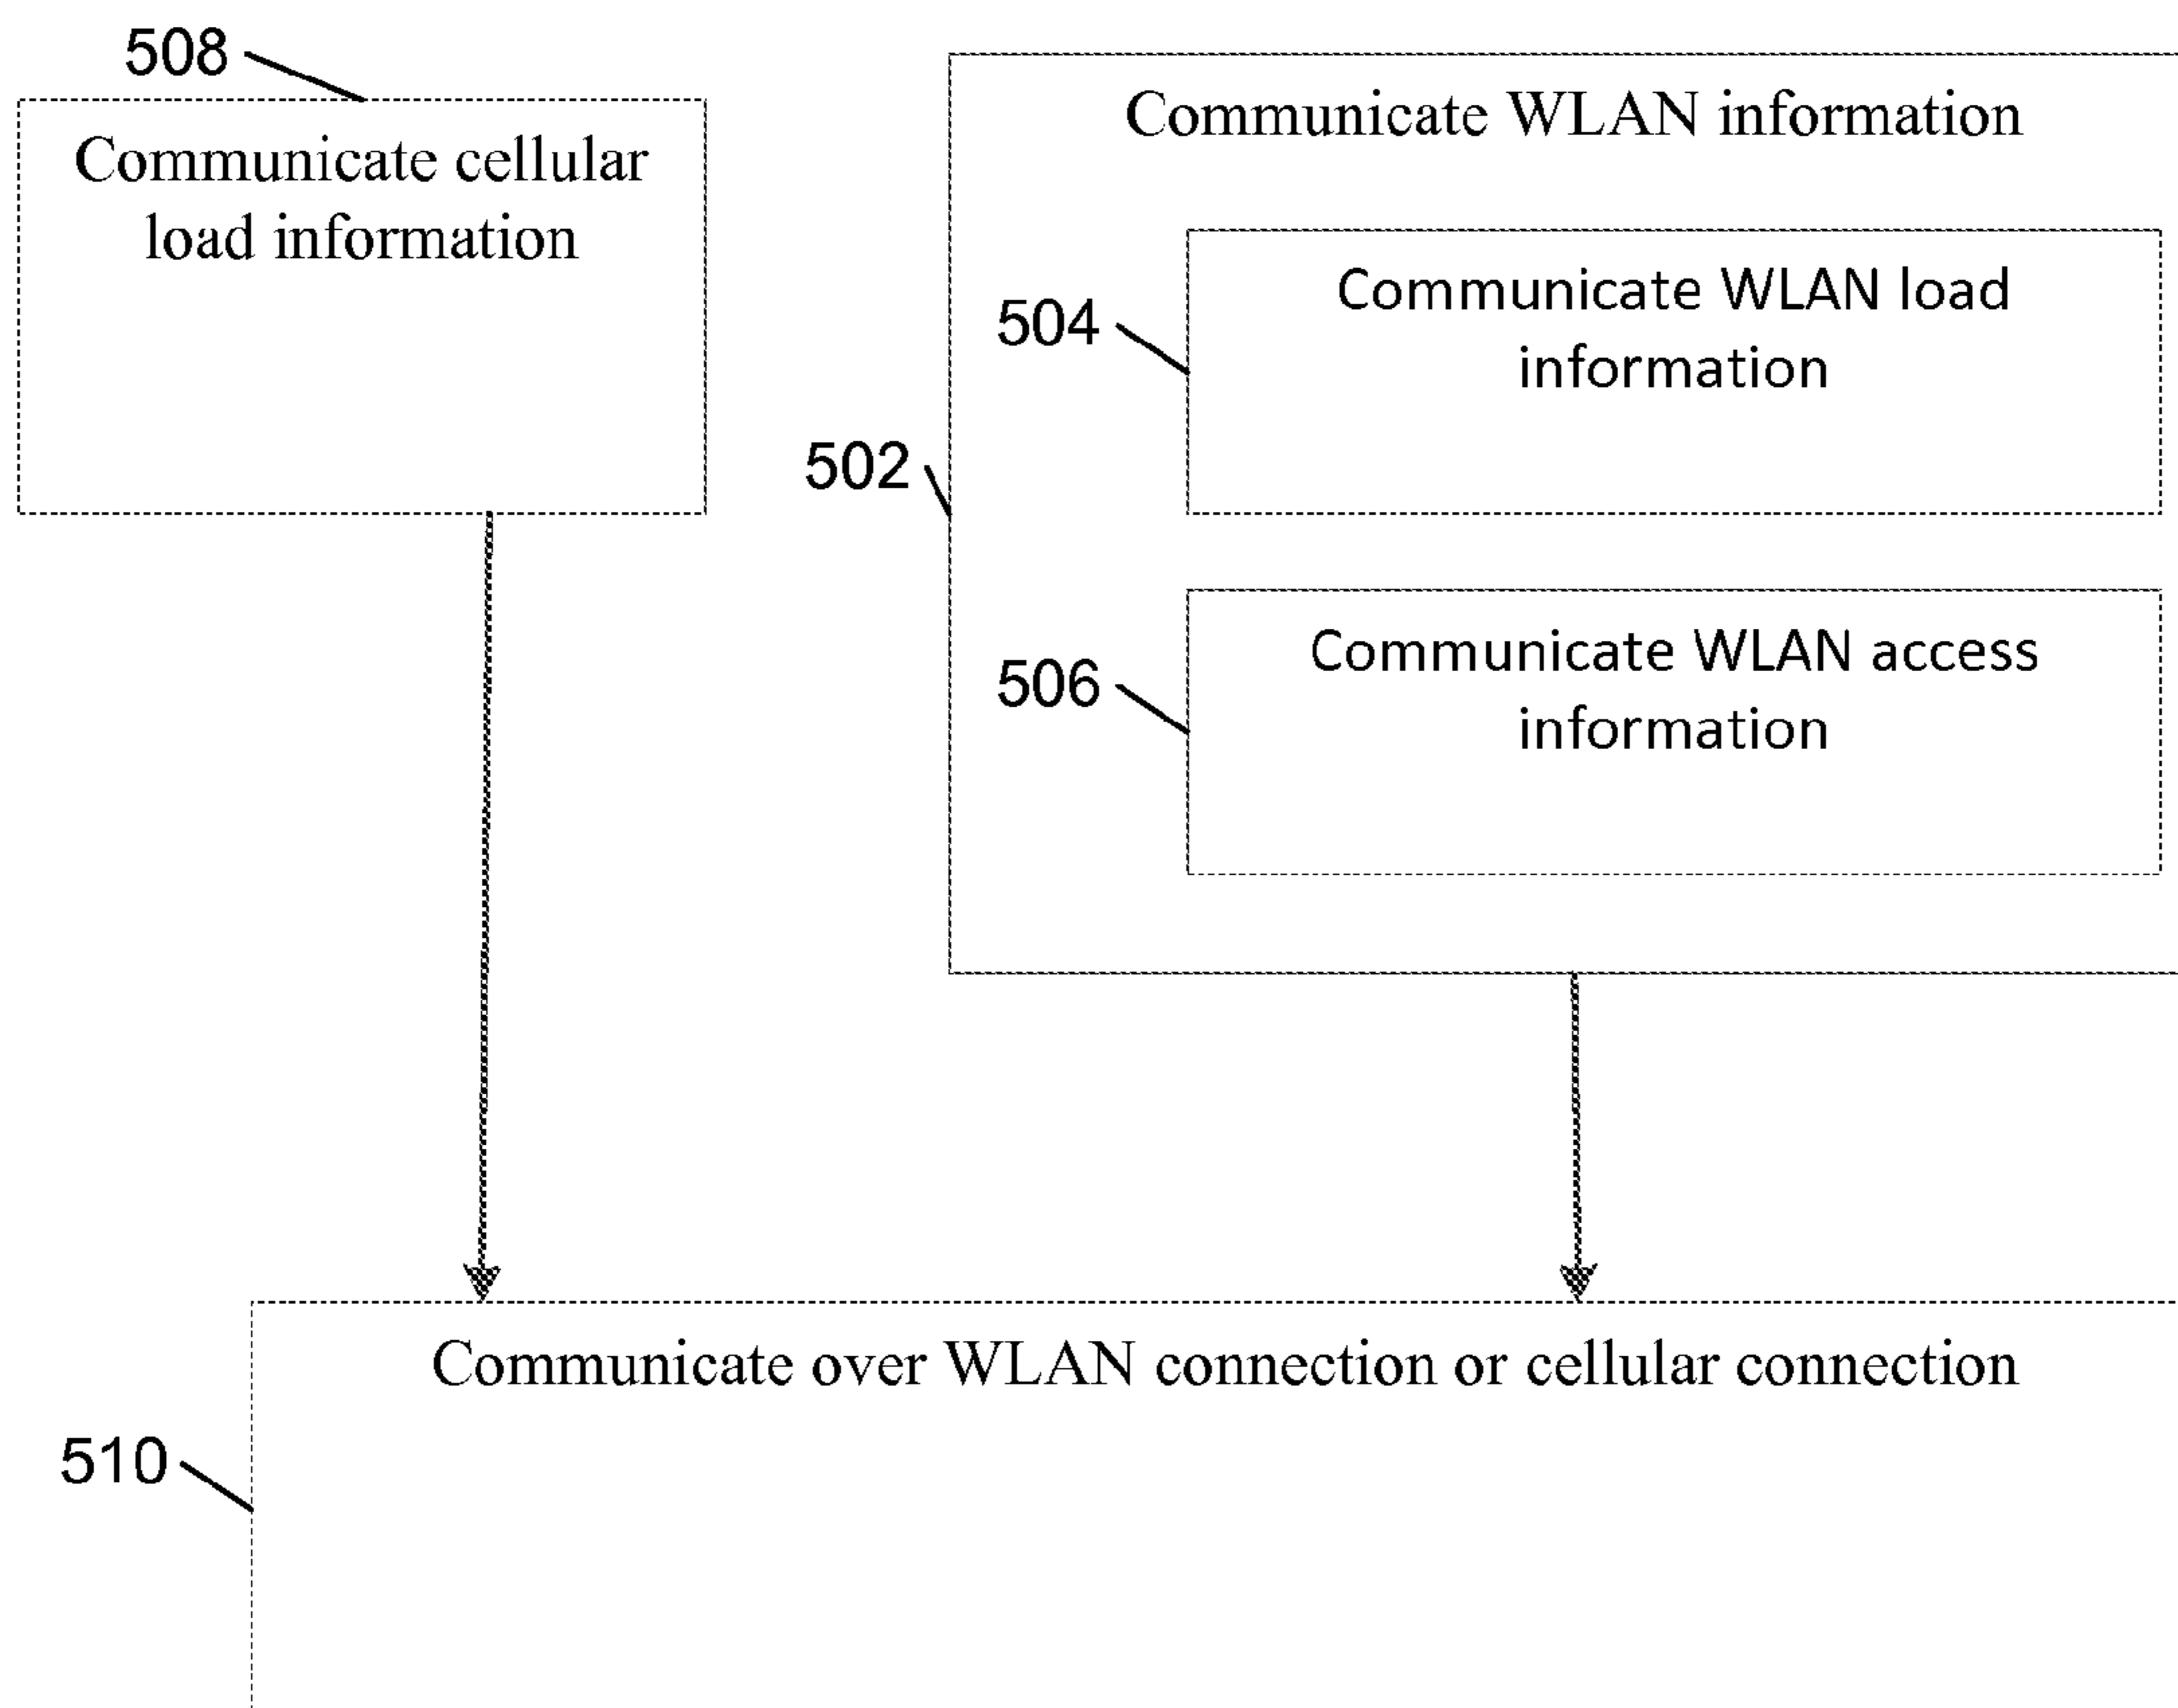 508
Communicate cellular
load information
Communicate WLAN information
504
Communicate WLAN load
information
502
506
Communicate WLAN access
information
Communicate over WLAN connection or cellular connection
510